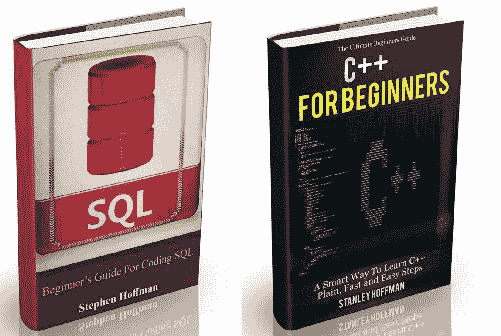 SQL
Beginner's Guide For Coding SQL
Stephen Hoffman
The Ultimate Beginners Guide
C++
FOR BEGINNERS
C++
A Smart Way To Learn C++
Plain, Fast and Easy Steps
STANLEY HOFFMAN